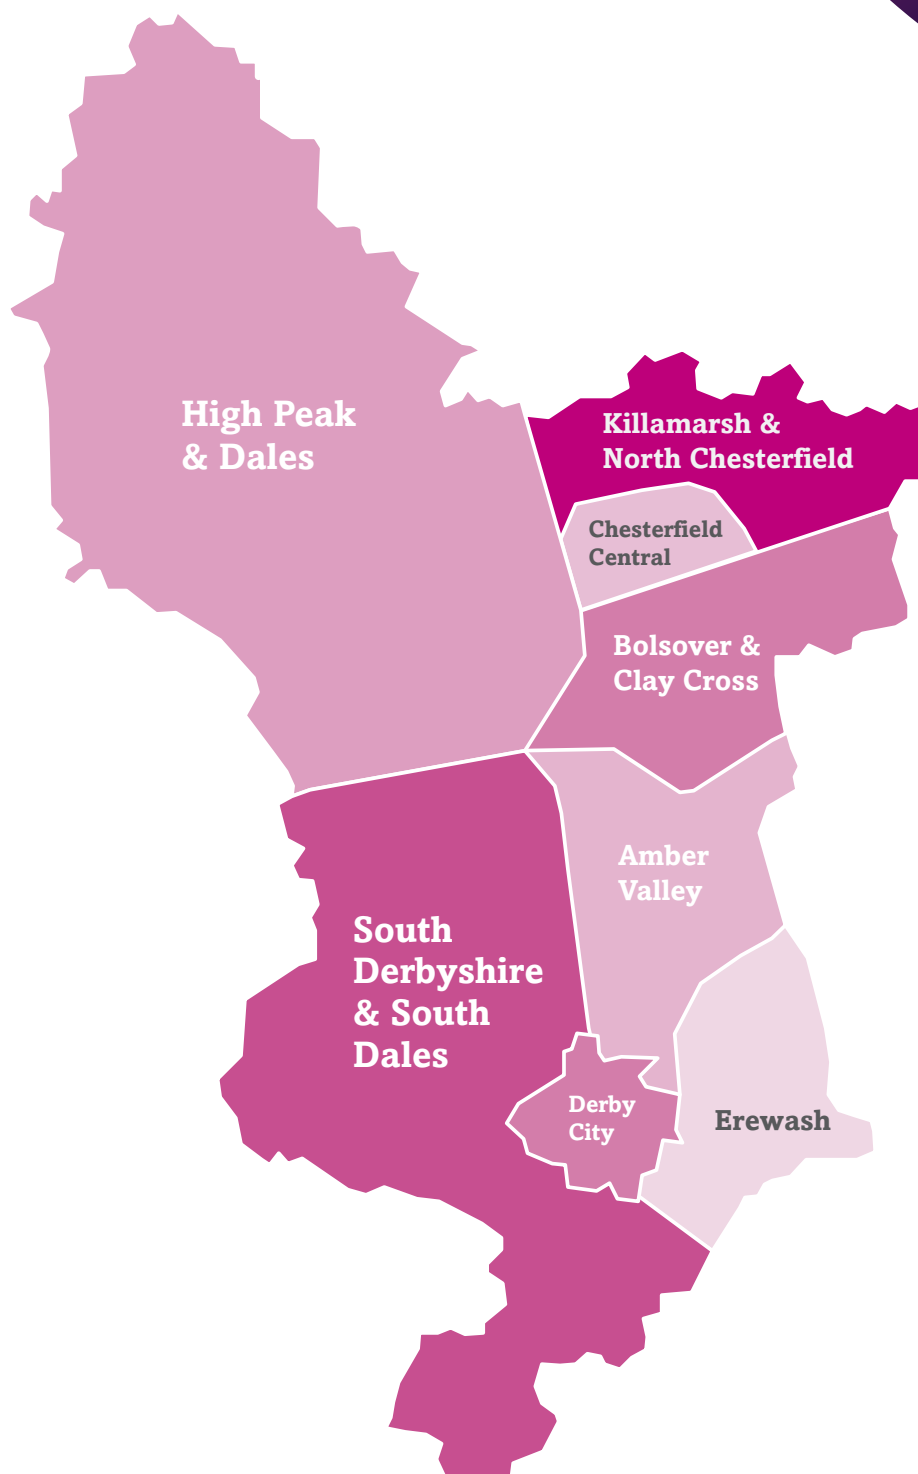 High Peak
& Dales
Killamarsh &
North Chesterfield
Chesterfield
Central
Bolsover &
Clay Cross
Amber
Valley
South
Derbyshire
& South
Dales
Derby
City
Erewash